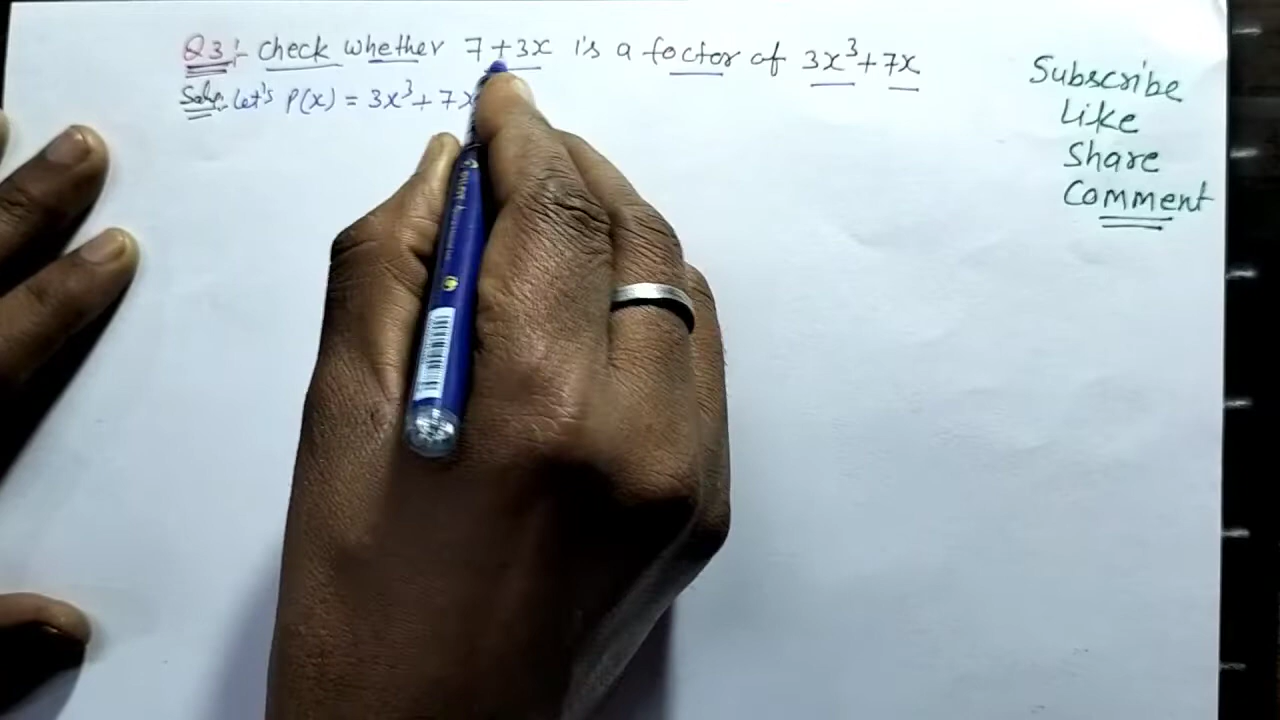 Q3:- Check whether 7+3x is a factor of 3x³+7x
Soln: Let's P(x) = 3x³+7x
Subscribe
Like
Share
Comment